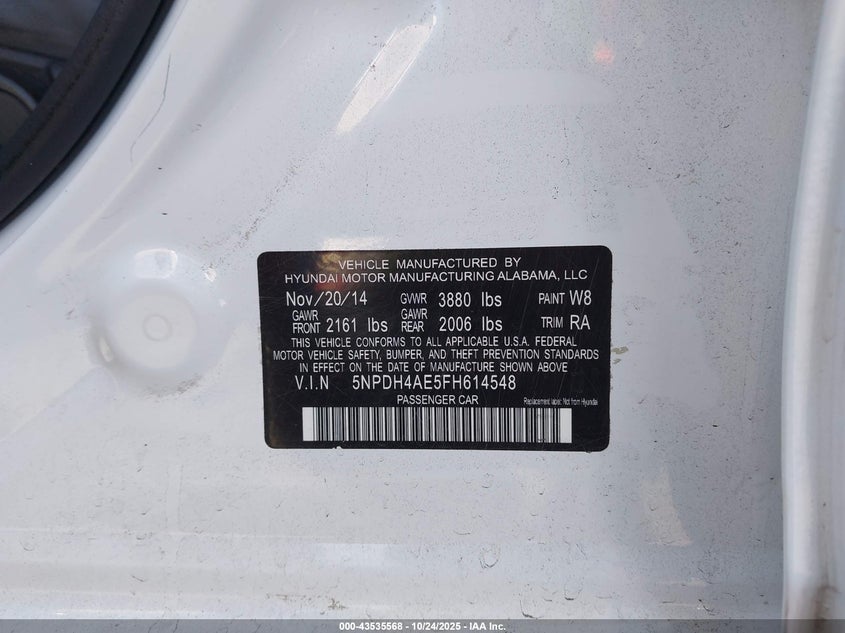 VEHICLE MANUFACTURED BY
HYUNDAI MOTOR MANUFACTURING ALABAMA, LLC
Nov/20/14 GVWR 3880 lbs PAINT W8
GAWR FRONT 2161 lbs GAWR REAR 2006 lbs TRIM RA
THIS VEHICLE CONFORMS TO ALL APPLICABLE U.S.A. FEDERAL
MOTOR VEHICLE SAFETY, BUMPER, AND THEFT PREVENTION STANDARDS
IN EFFECT ON THE DATE OF MANUFACTURE SHOWN ABOVE
V.I.N 5NPDH4AE5FH614548
PASSENGER CAR Replacement label: Not from Hyundai
000-43535568 - 10/24/2025 - IAA Inc.